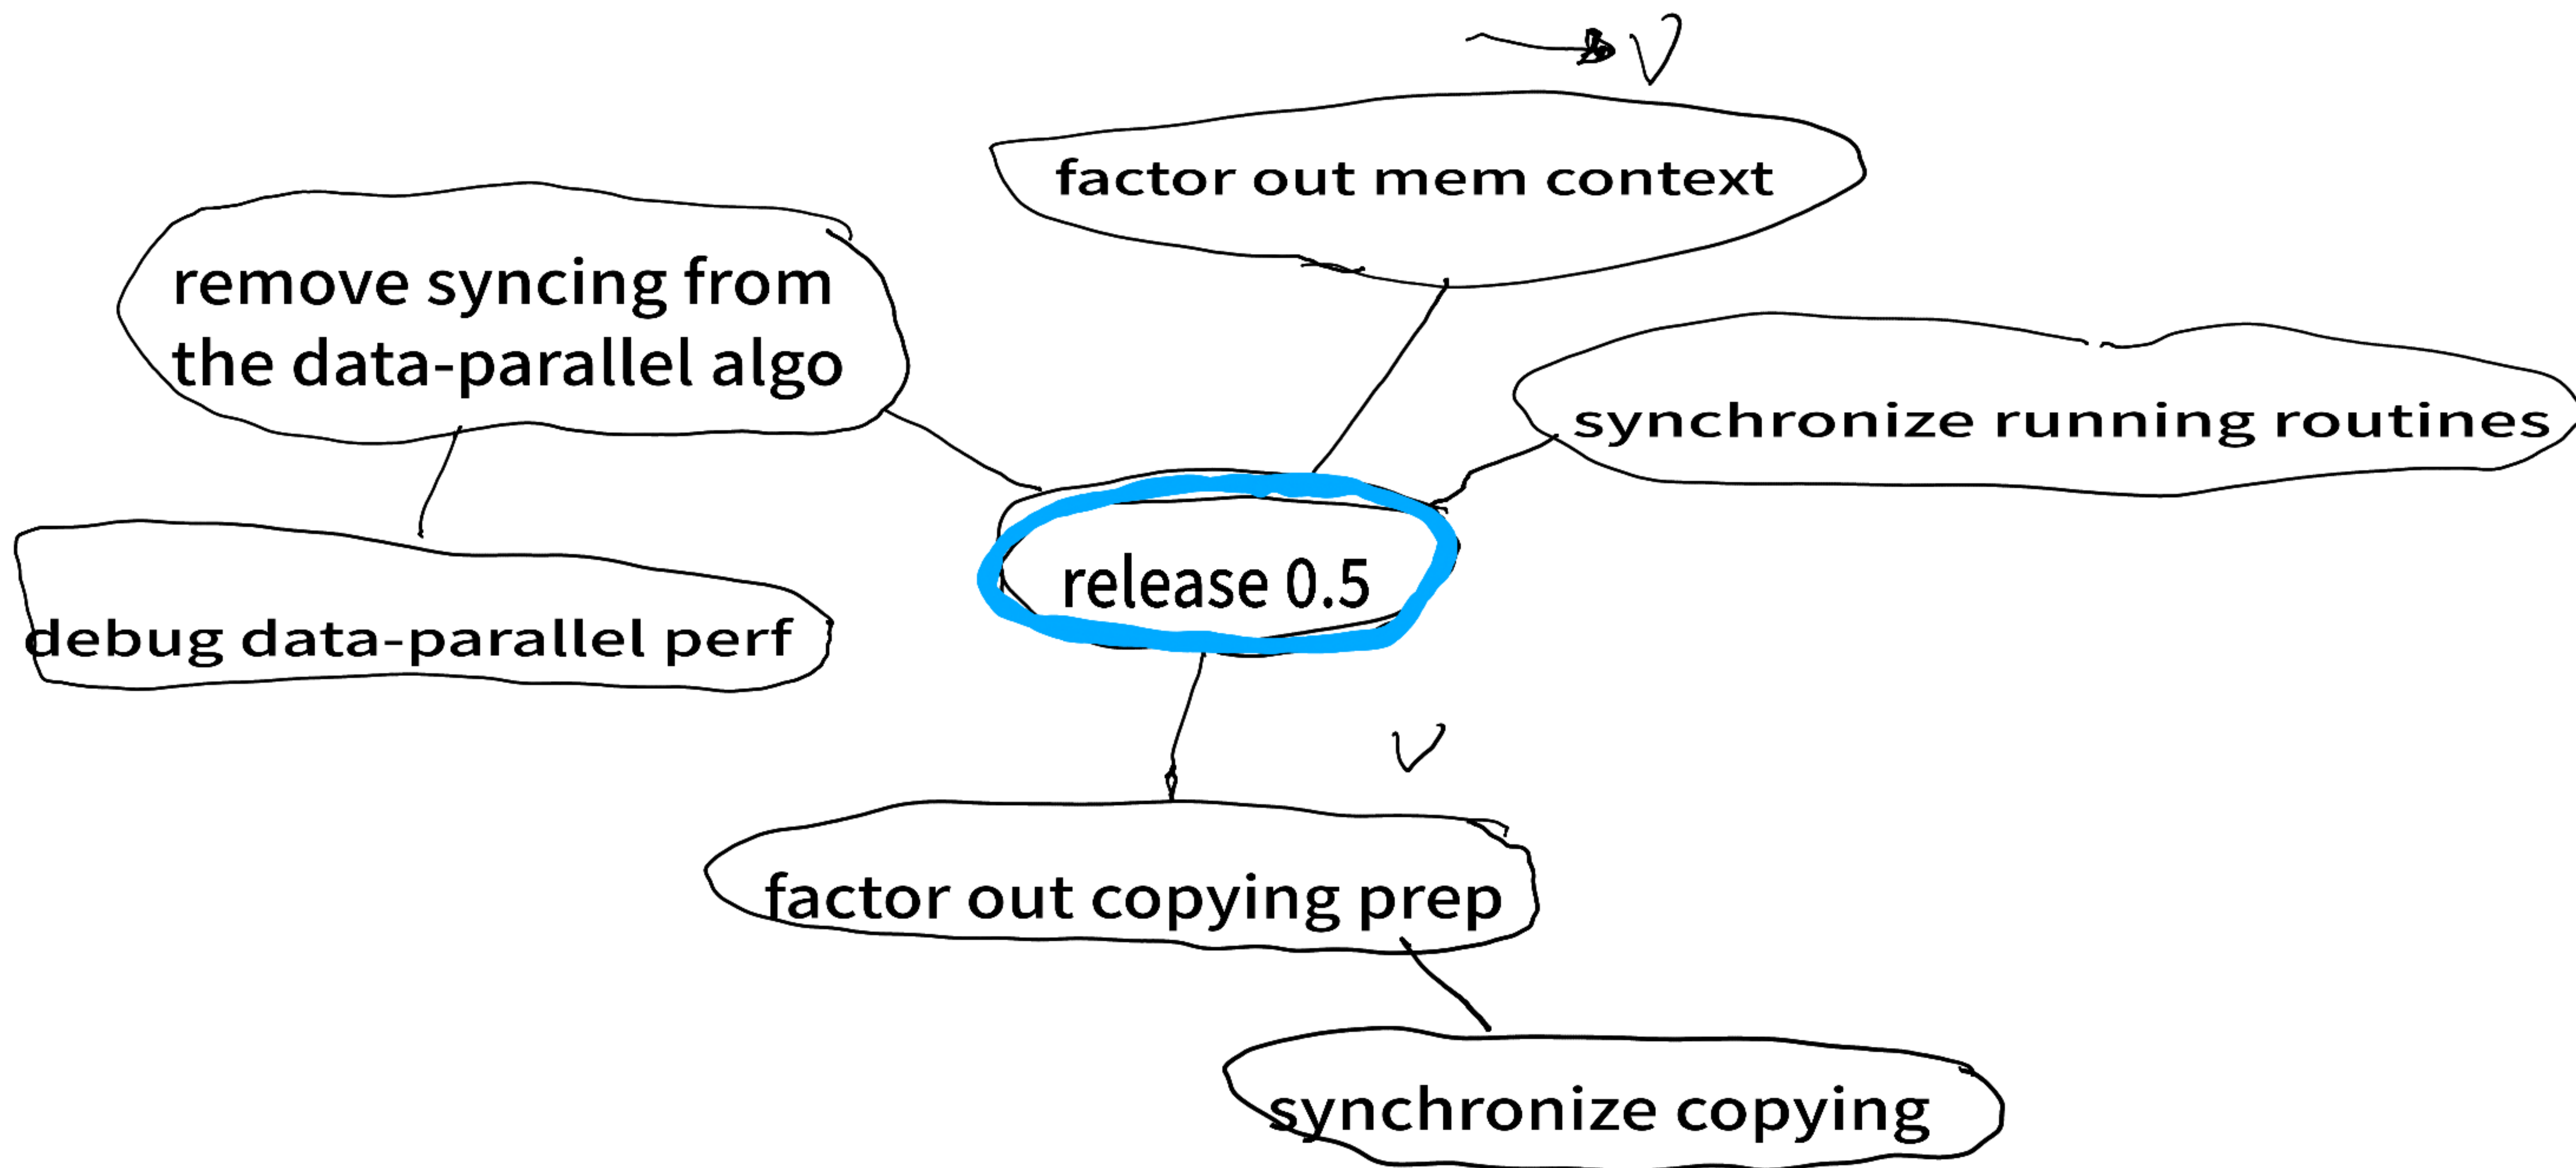 factor out mem context
remove syncing from
the data-parallel algo
synchronize running routines
release 0.5
debug data-parallel perf
factor out copying prep
synchronize copying